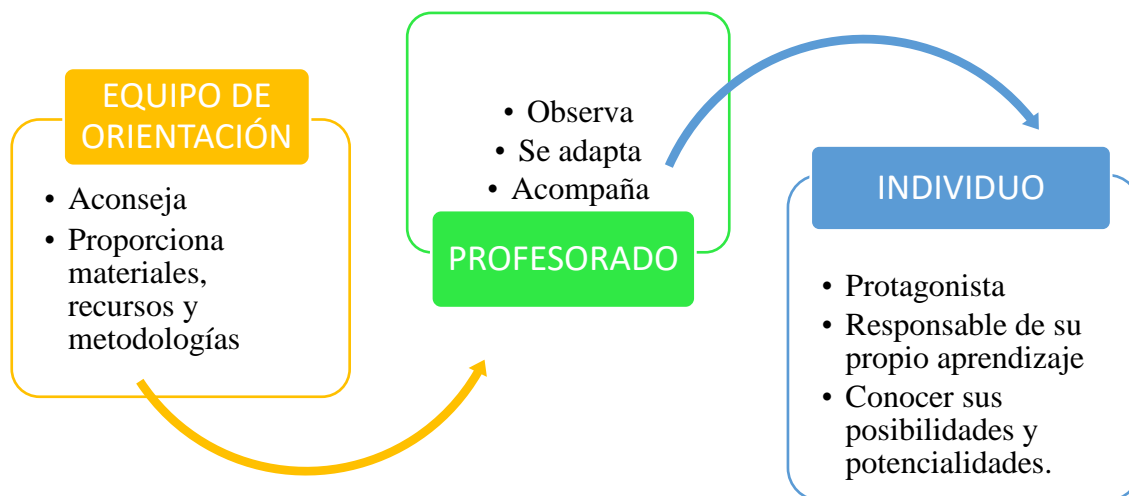 EQUIPO DE
ORIENTACIÓN
• Aconseja
• Proporciona
materiales,
recursos y
metodologías
• Observa
• Se adapta
• Acompaña
PROFESORADO
INDIVIDUO
• Protagonista
• Responsable de su
propio aprendizaje
• Conocer sus
posibilidades y
potencialidades.